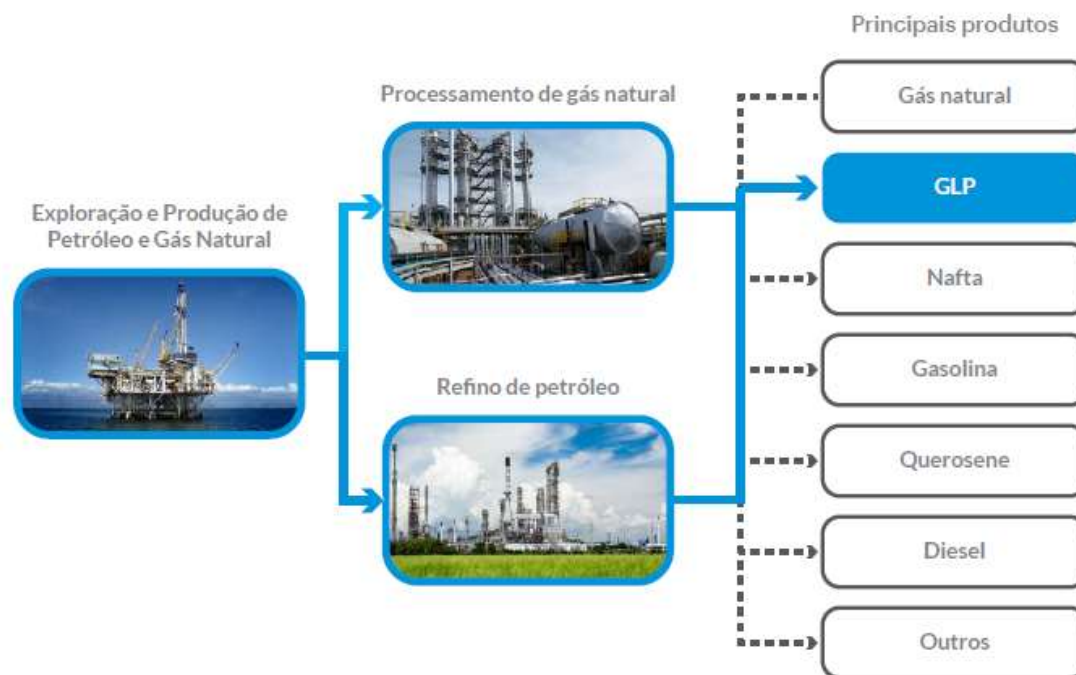 Principais produtos
Processamento de gás natural
Gás natural
GLP
Exploração e Produção de
Petróleo e Gás Natural
Nafta
Gasolina
Refino de petróleo
Querosene
Diesel
Outros